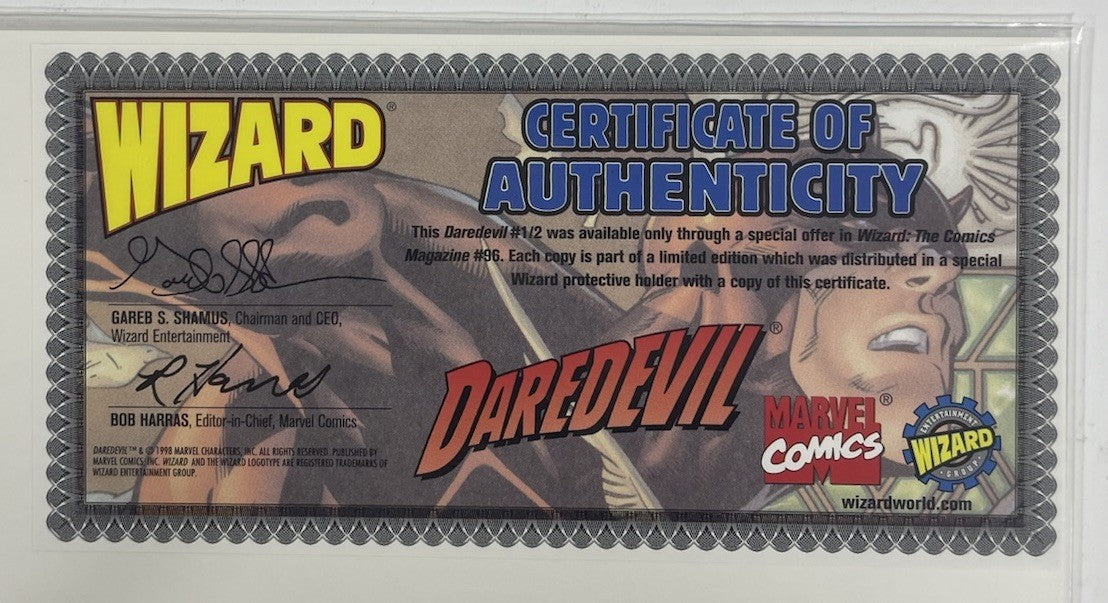 WIZARD®
CERTIFICATE OF
AUTHENTICITY
This Daredevil #1/2 was available only through a special offer in Wizard: The Comics
Magazine #96. Each copy is part of a limited edition which was distributed in a special
Wizard protective holder with a copy of this certificate.
GAREB S. SHAMUS, Chairman and CEO,
Wizard Entertainment
R Harras
BOB HARRAS, Editor-in-Chief, Marvel Comics
DAREDEVIL™ & © 1998 MARVEL CHARACTERS, INC. ALL RIGHTS RESERVED. PUBLISHED BY
MARVEL COMICS, INC. WIZARD AND THE WIZARD LOGOTYPE ARE REGISTERED TRADEMARKS OF
WIZARD ENTERTAINMENT GROUP.
DAREDEVIL®
MARVEL®
COMICS
ENTERTAINMENT
WIZARD
GROUP
wizardworld.com